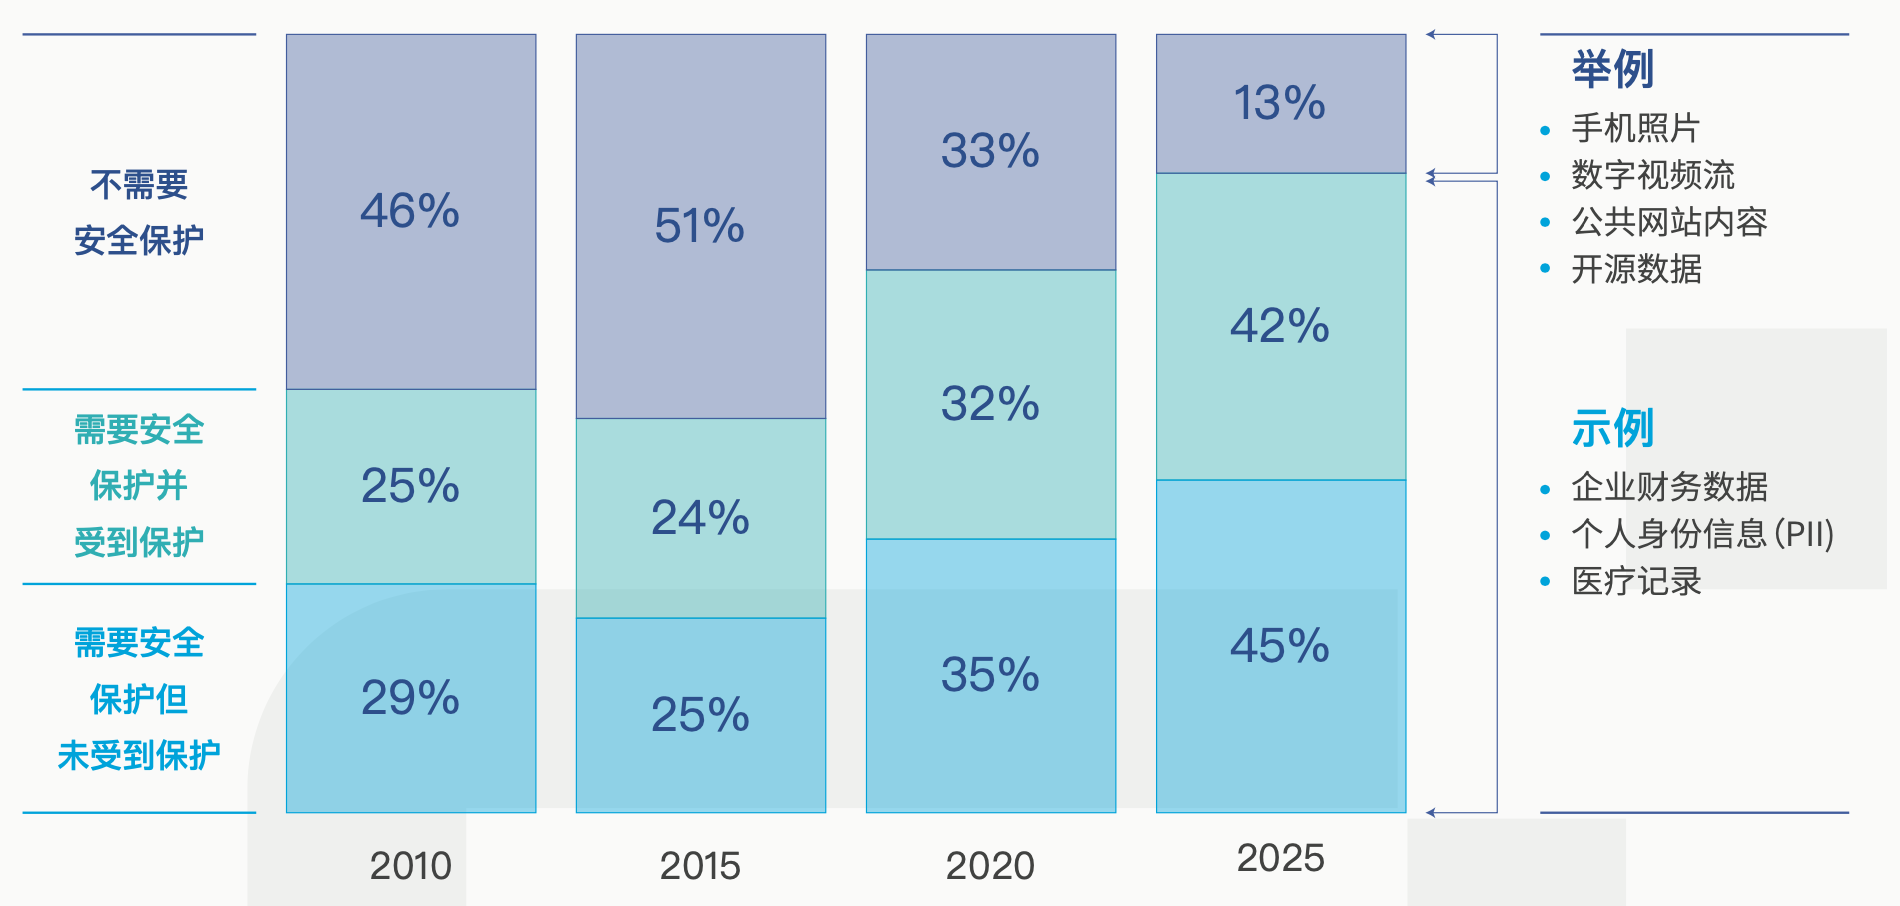 不需要
安全保护
需要安全
保护并
受到保护
需要安全
保护但
未受到保护
46%
25%
29%
2010
51%
24%
25%
2015
33%
32%
35%
2020
13%
42%
45%
2025
举例
• 手机照片
• 数字视频流
• 公共网站内容
• 开源数据
示例
• 企业财务数据
• 个人身份信息(PII)
• 医疗记录